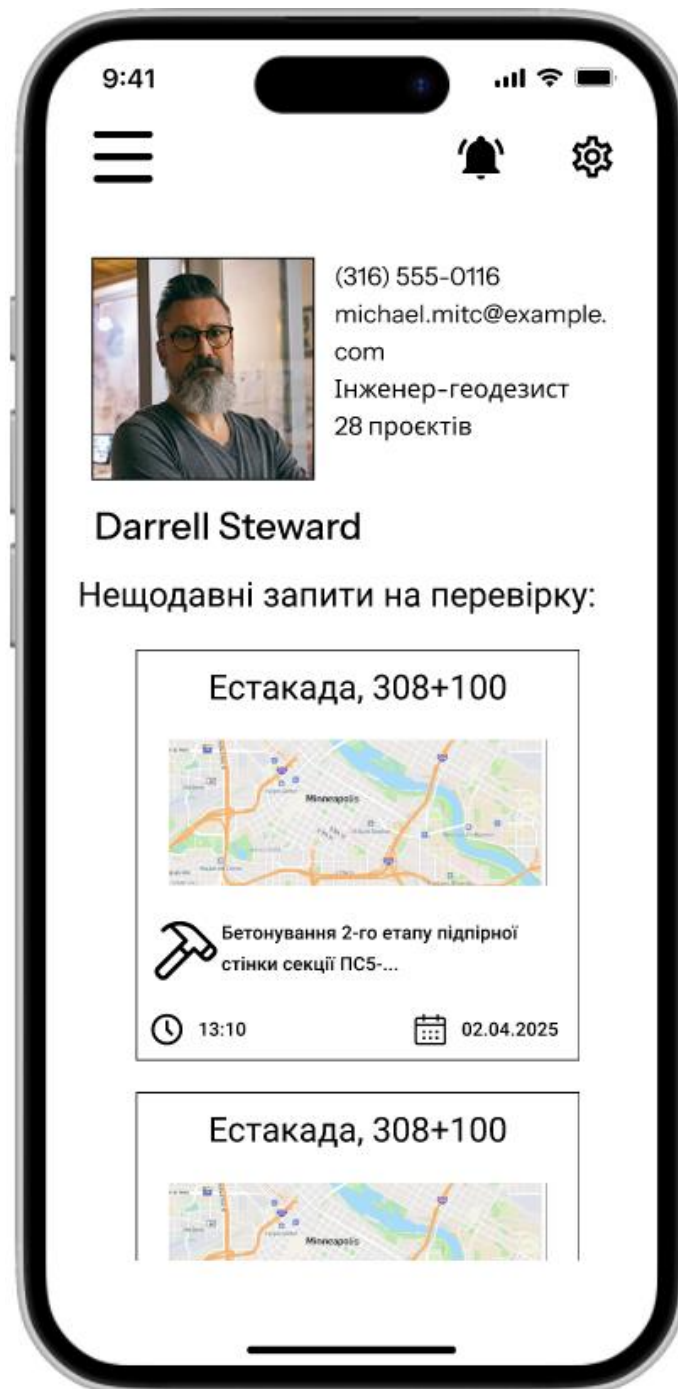 9:41
(316) 555-0116
michael.mitc@example.
com
Інженер-геодезист
28 проєктів
Darrell Steward
Нещодавні запити на перевірку:
Естакада, 308+100
Minneapolis
Бетонування 2-го етапу підпірної
стінки секції ПС5-...
13:10 02.04.2025
Естакада, 308+100
Minneapolis